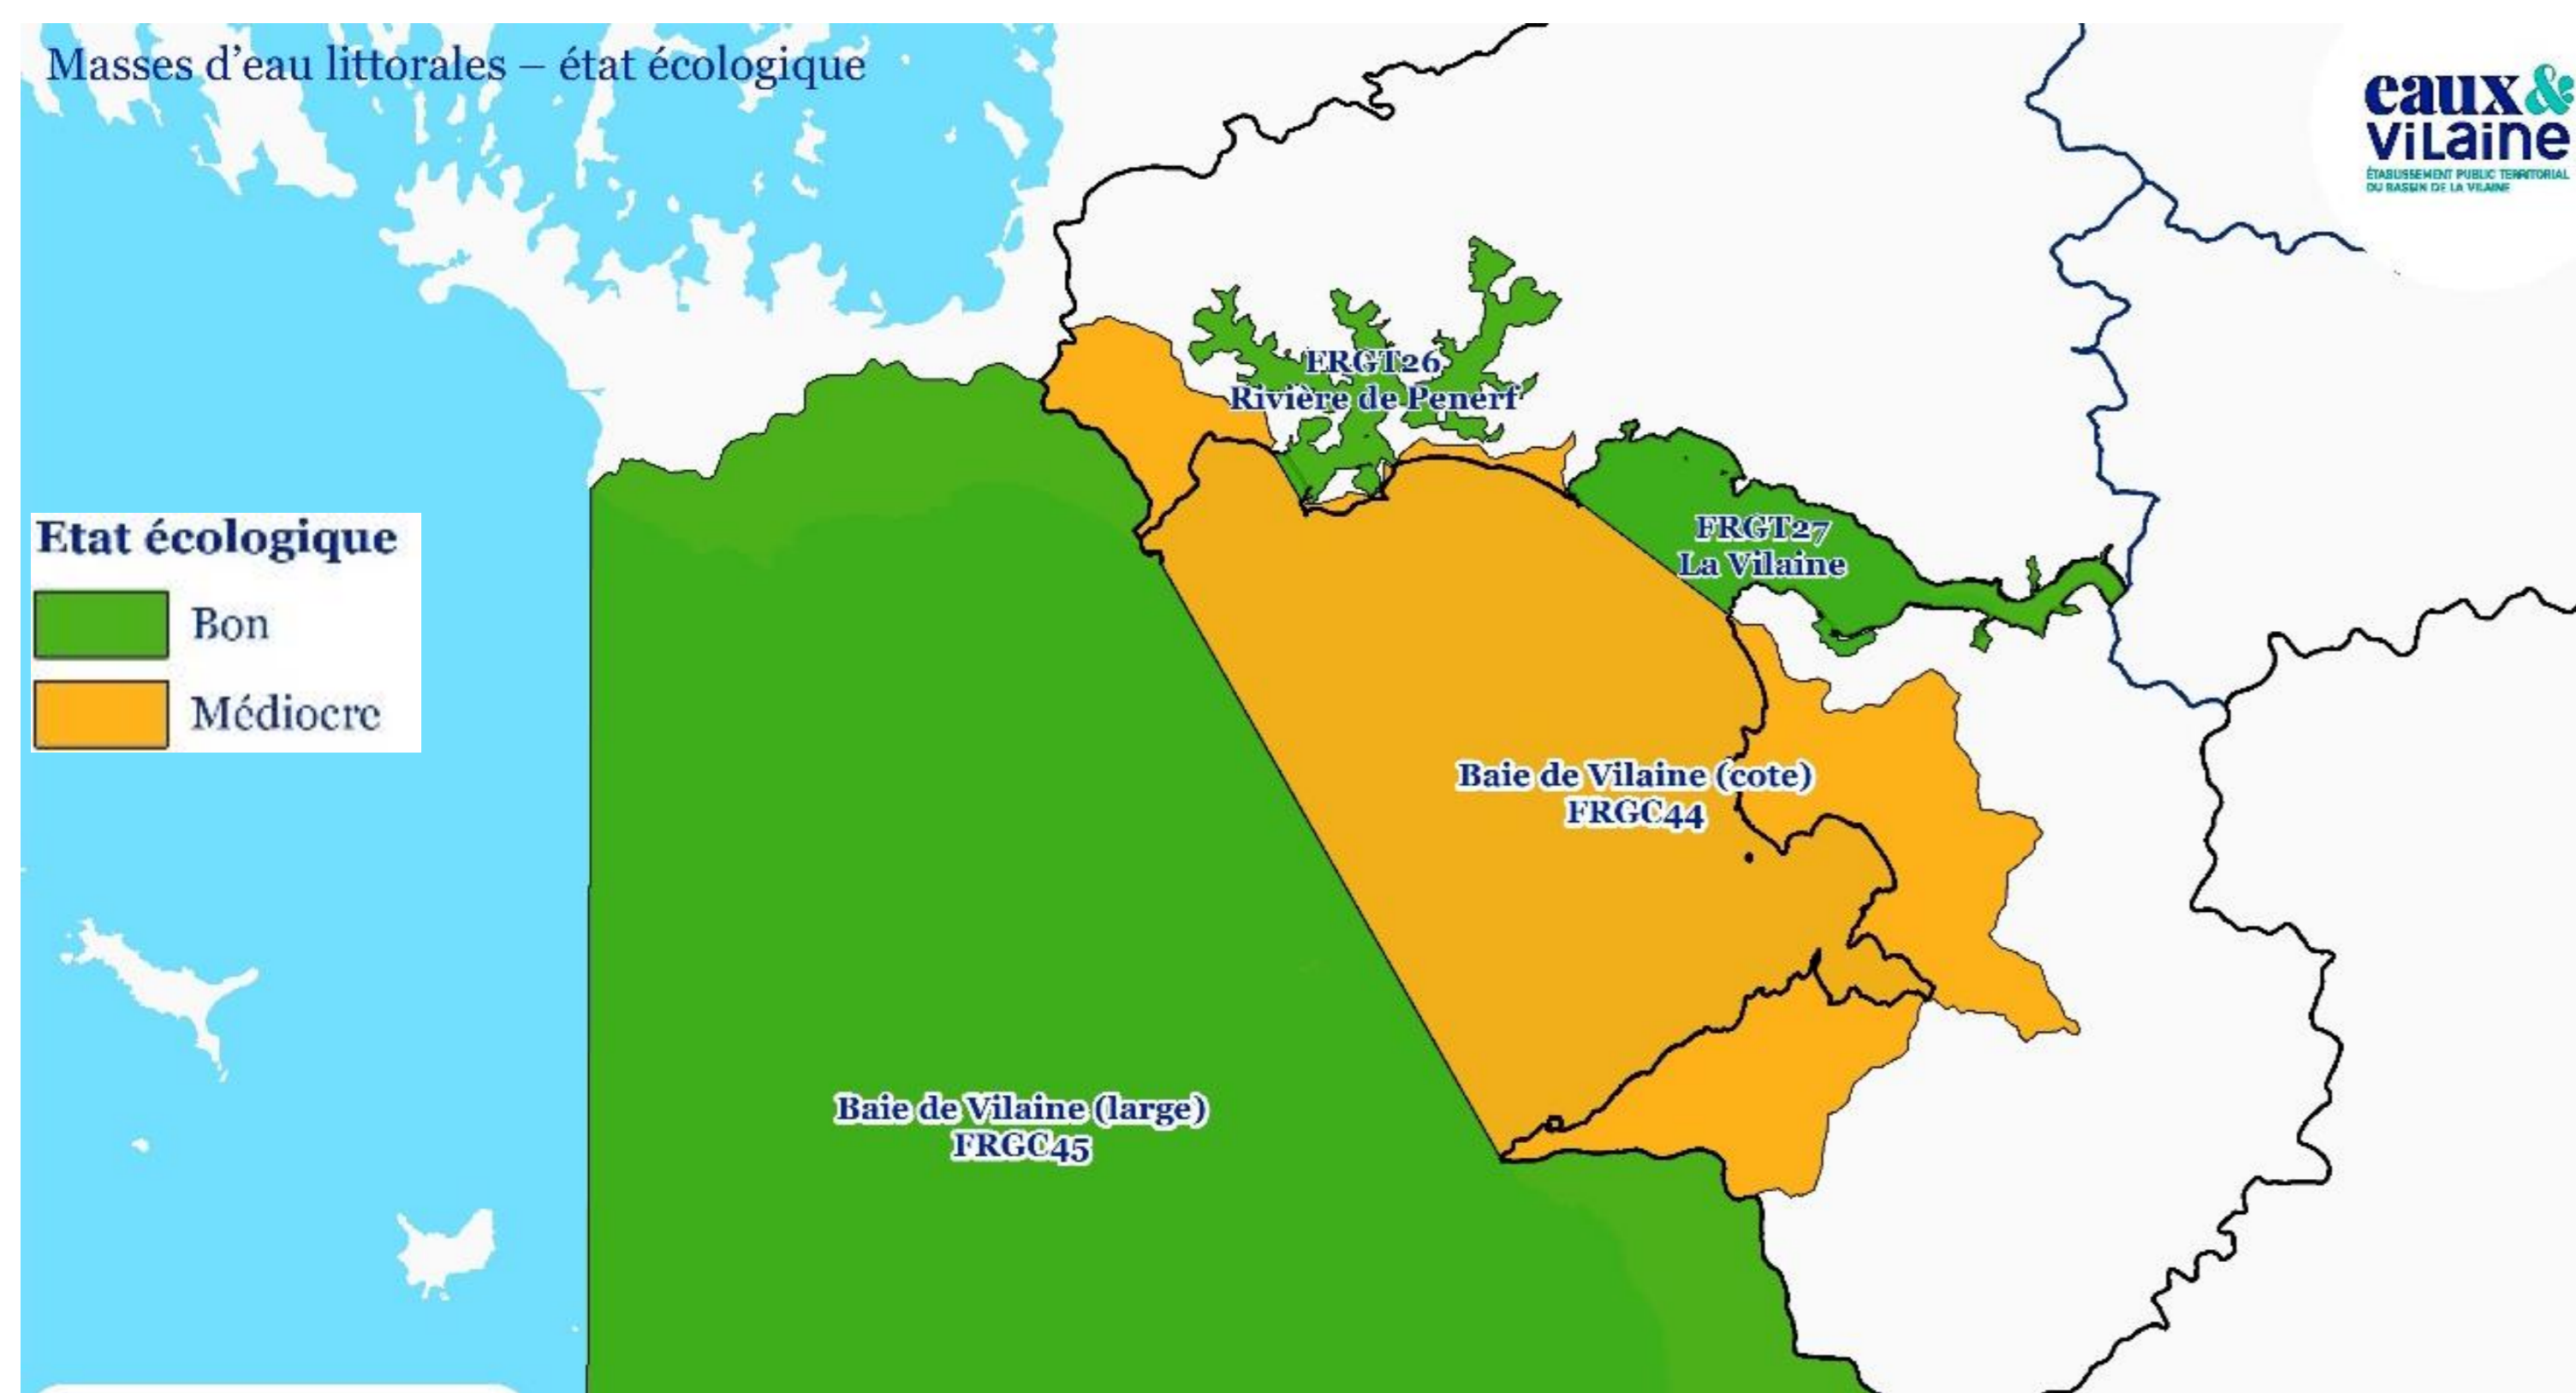 Masses d'eau littorales – état écologique
eaux&
ViLaine
ÉTABLISSEMENT PUBLIC TERRITORIAL
DU BASSIN DE LA VILAINE
FRGT26
Rivière de Penerf
FRGT27
La Vilaine
Etat écologique
Bon
Médiocre
Baie de Vilaine (cote)
FRGC44
Baie de Vilaine (large)
FRGC45